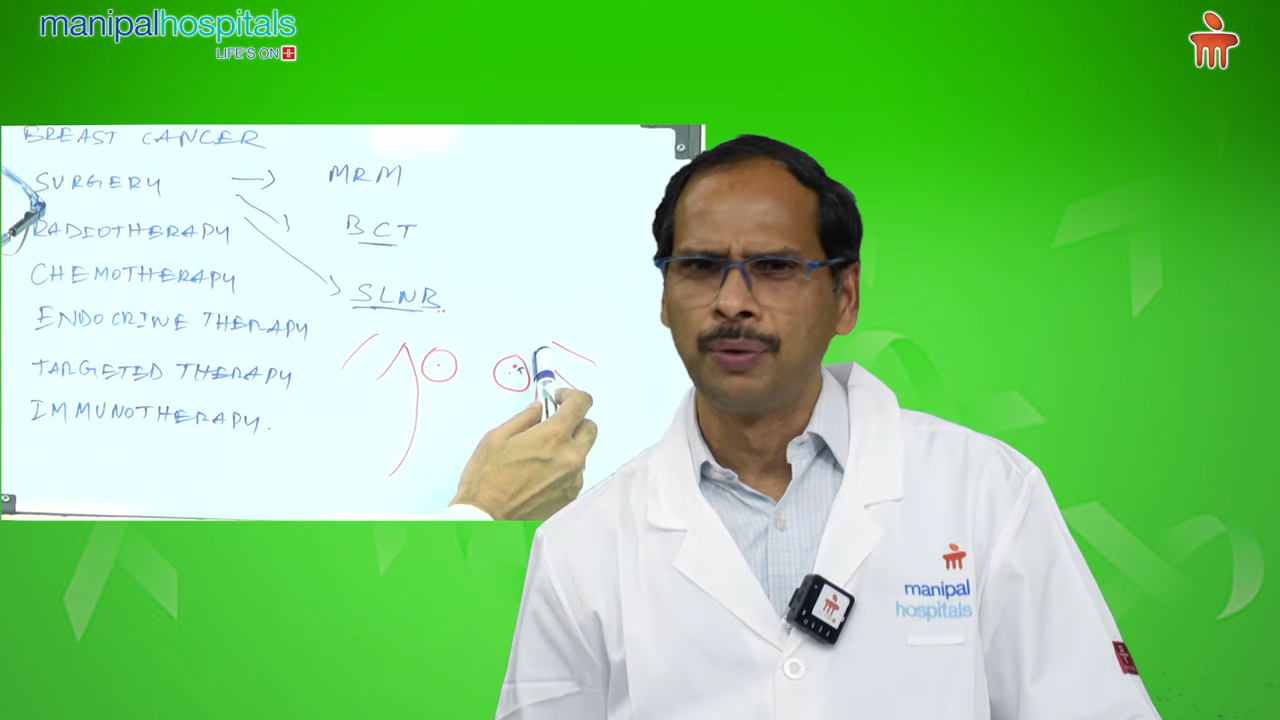 manipalhospitals
LIFE'S ON
BREAST CANCER
SURGERY → MRM
RADIOTHERAPY BCT
CHEMOTHERAPY SLNB
ENDOCRINE THERAPY
TARGETED THERAPY
IMMUNOTHERAPY.
T
manipal
hospitals